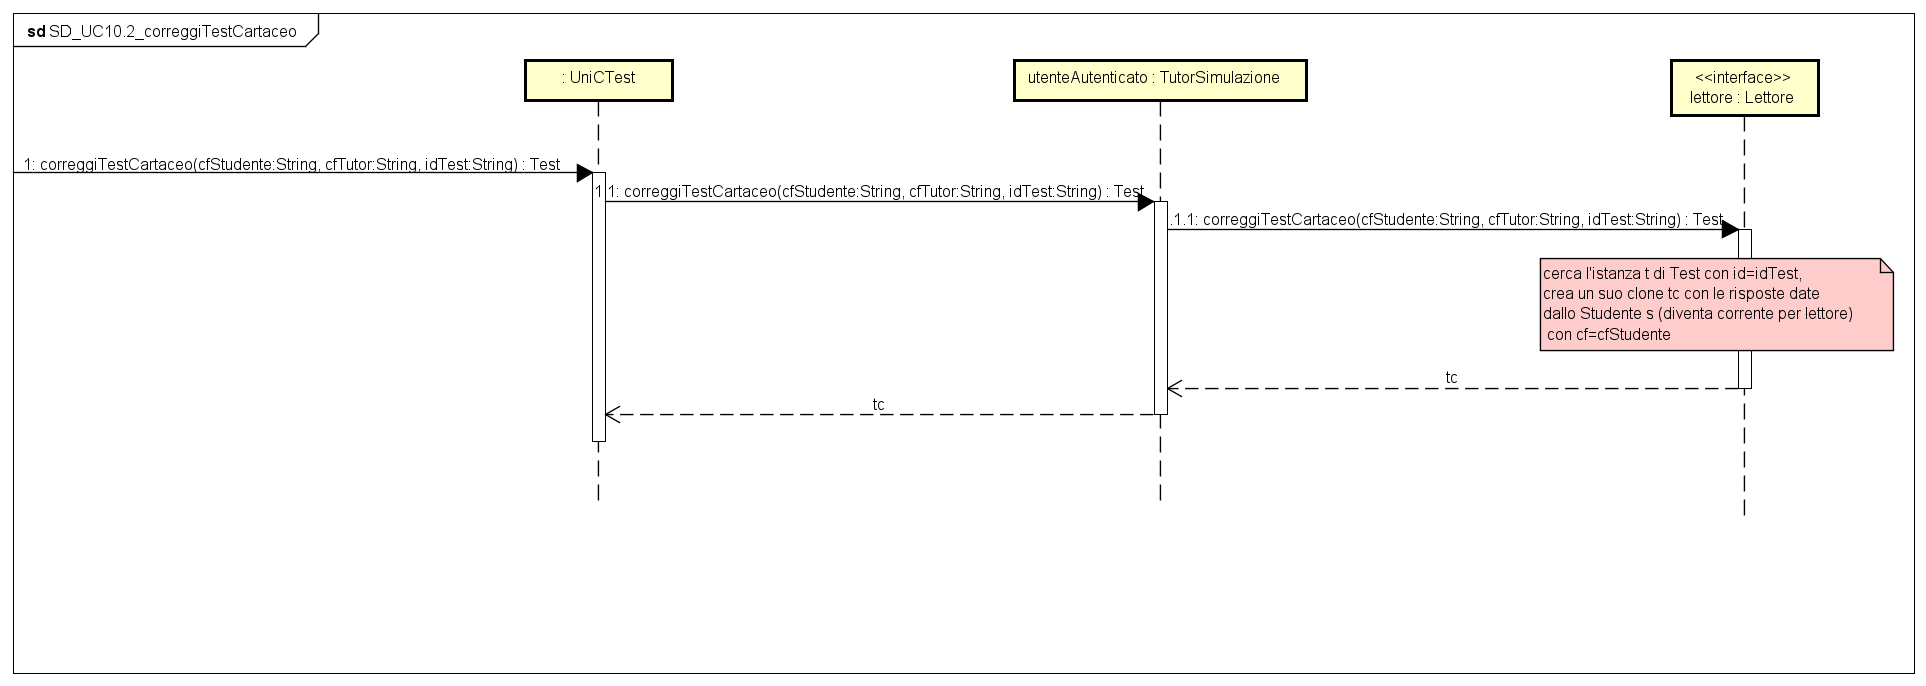 sd SD_UC10.2_correggiTestCartaceo
: UniCTest
utenteAutenticato : TutorSimulazione
<<interface>>
lettore : Lettore
1: correggiTestCartaceo(cfStudente:String, cfTutor:String, idTest:String) : Test
1.1: correggiTestCartaceo(cfStudente:String, cfTutor:String, idTest:String) : Test
.1.1: correggiTestCartaceo(cfStudente:String, cfTutor:String, idTest:String) : Test
cerca l'istanza t di Test con id=idTest,
crea un suo clone tc con le risposte date
dallo Studente s (diventa corrente per lettore)
con cf=cfStudente
tc
tc